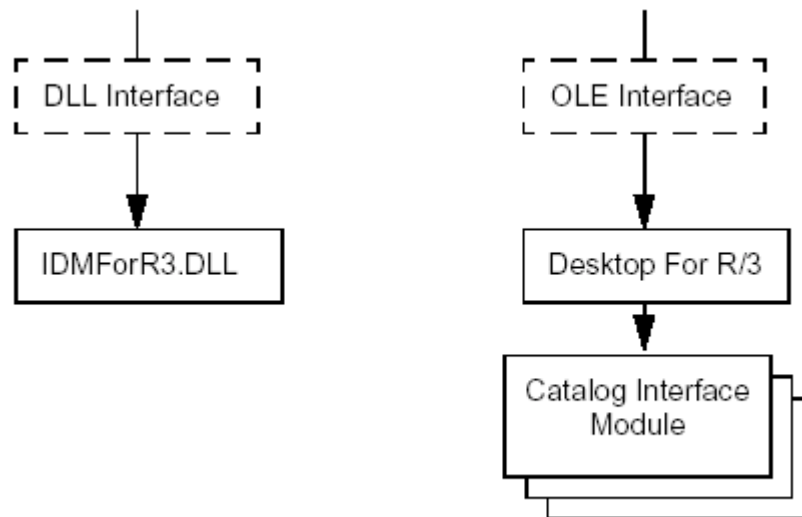 DLL Interface
OLE Interface
IDMForR3.DLL
Desktop For R/3
Catalog Interface
Module